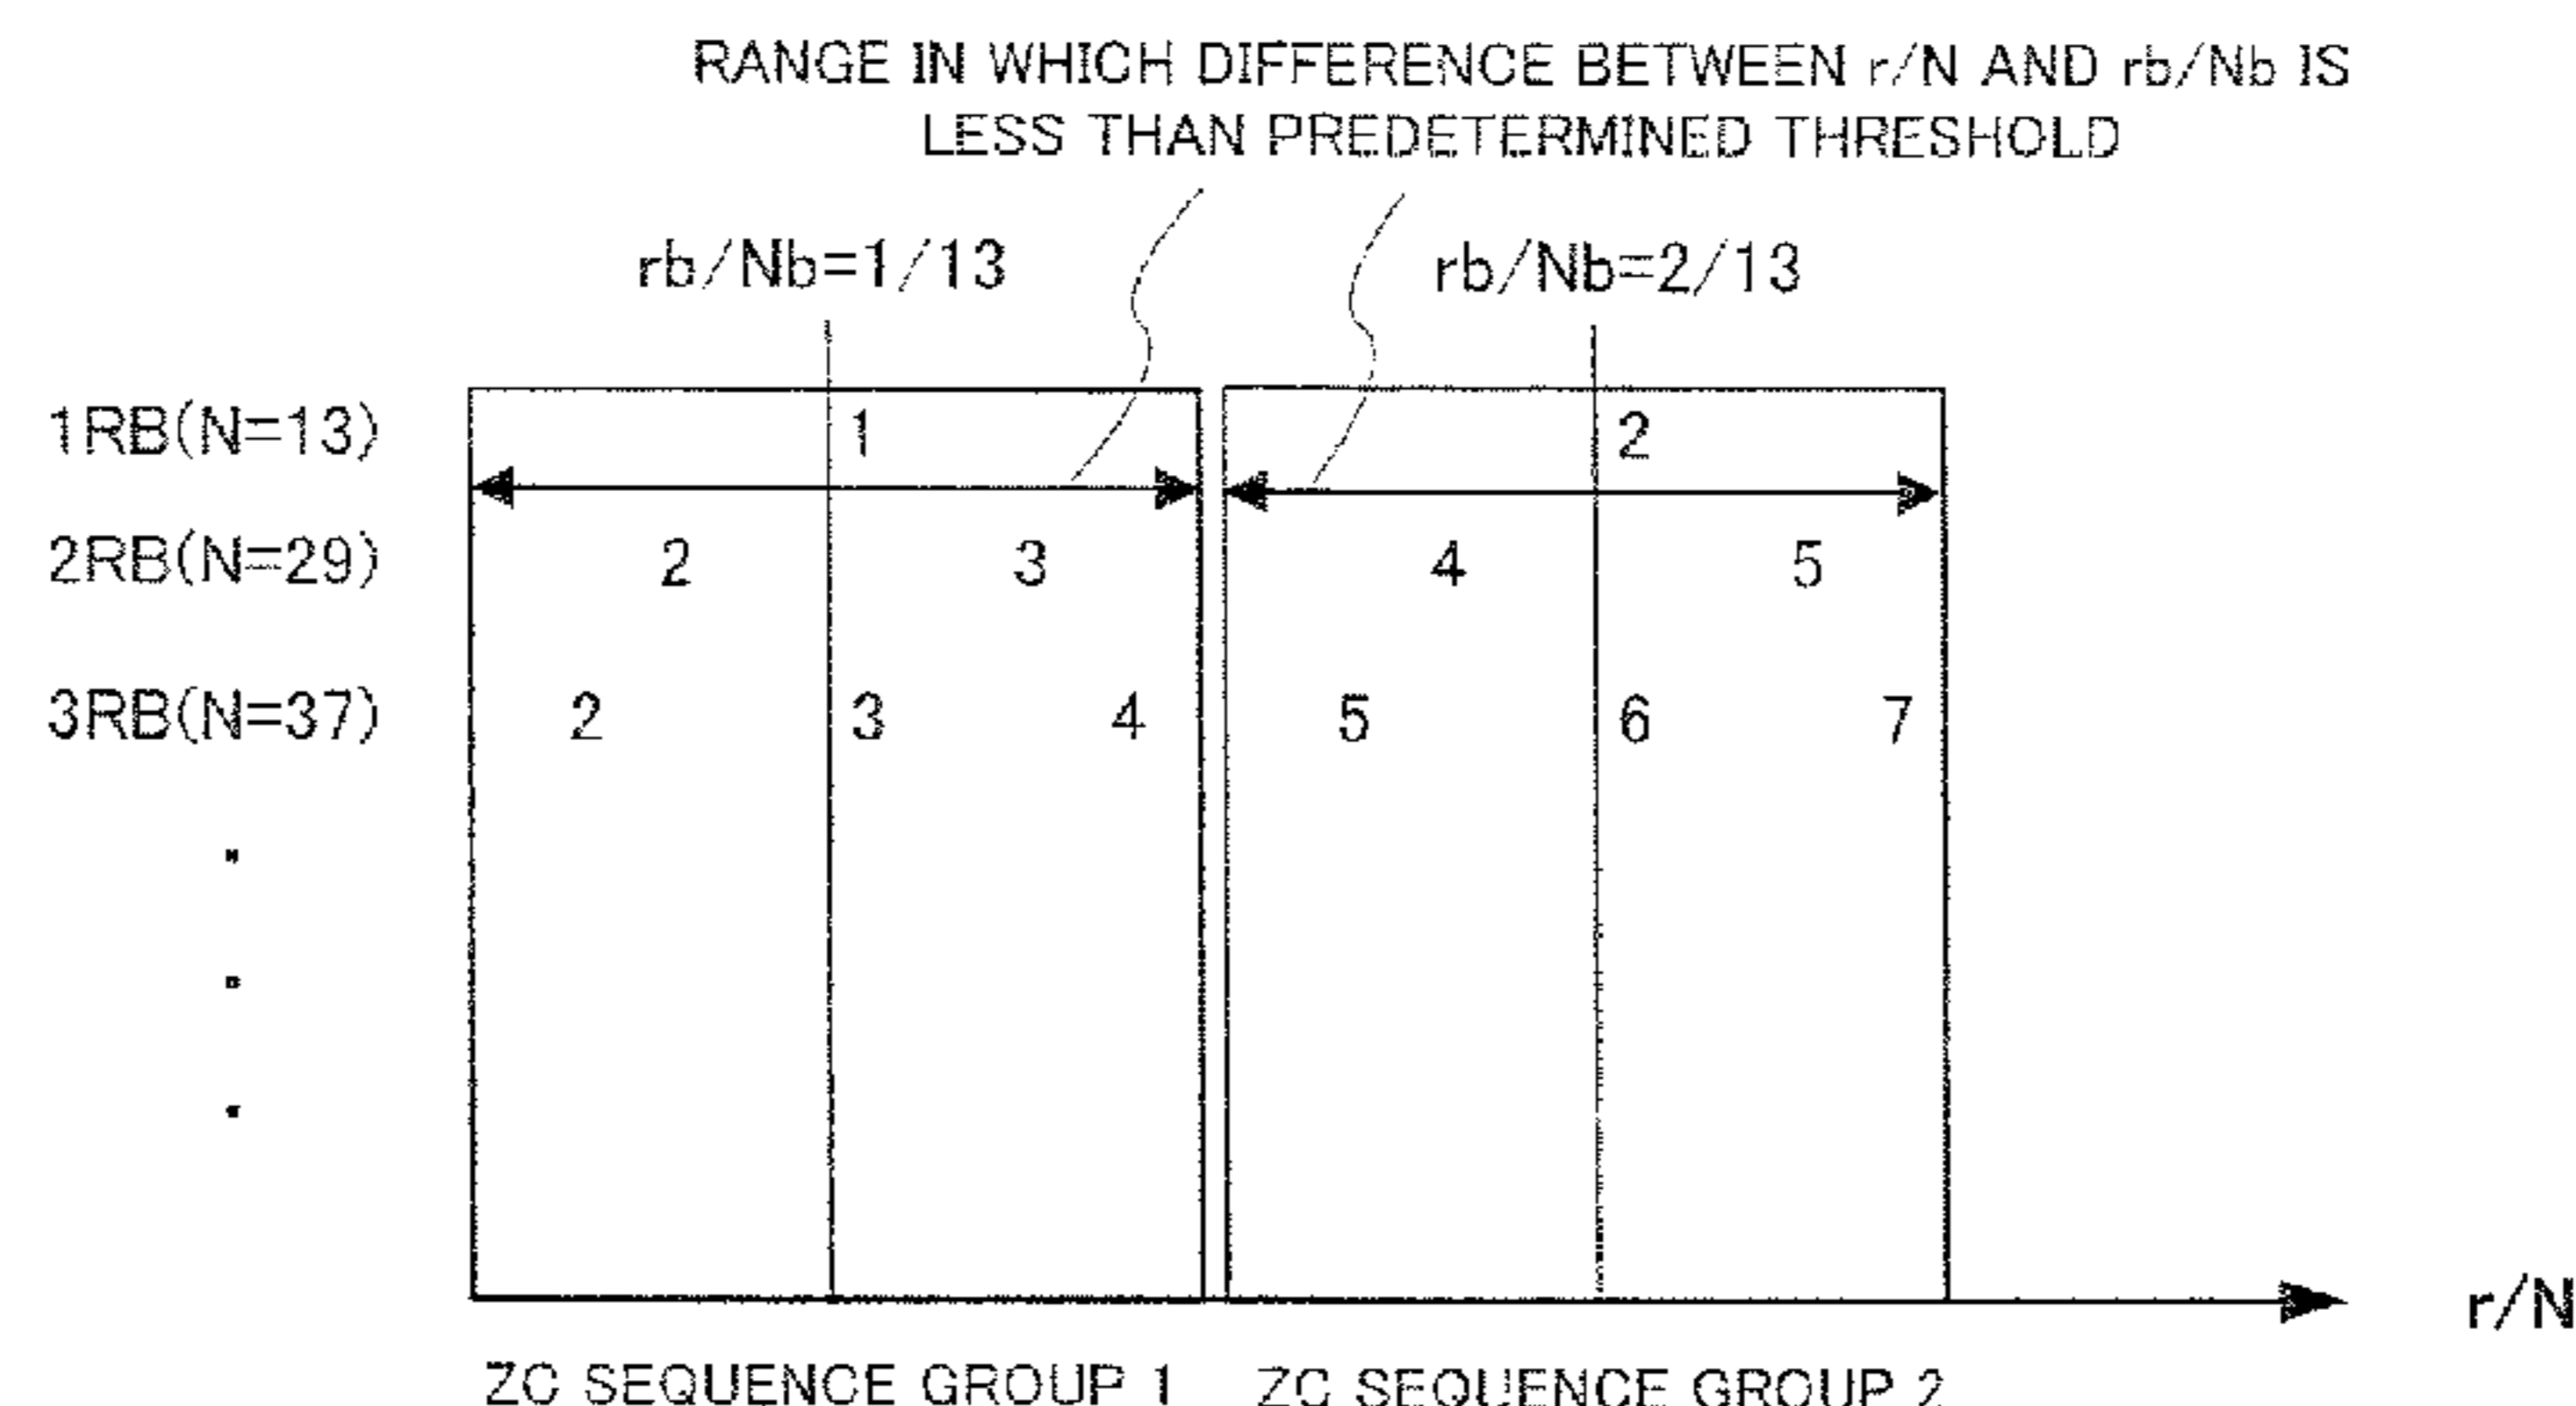 RANGE IN WHICH DIFFERENCE BETWEEN r/N AND rb/Nb IS
LESS THAN PREDETERMINED THRESHOLD
rb/Nb=1/13 rb/Nb=2/13
1RB(N=13) 1 2
2RB(N=29) 2 3 4 5
3RB(N=37) 2 3 4 5 6 7
r/N
ZC SEQUENCE GROUP 1 ZC SEQUENCE GROUP 2